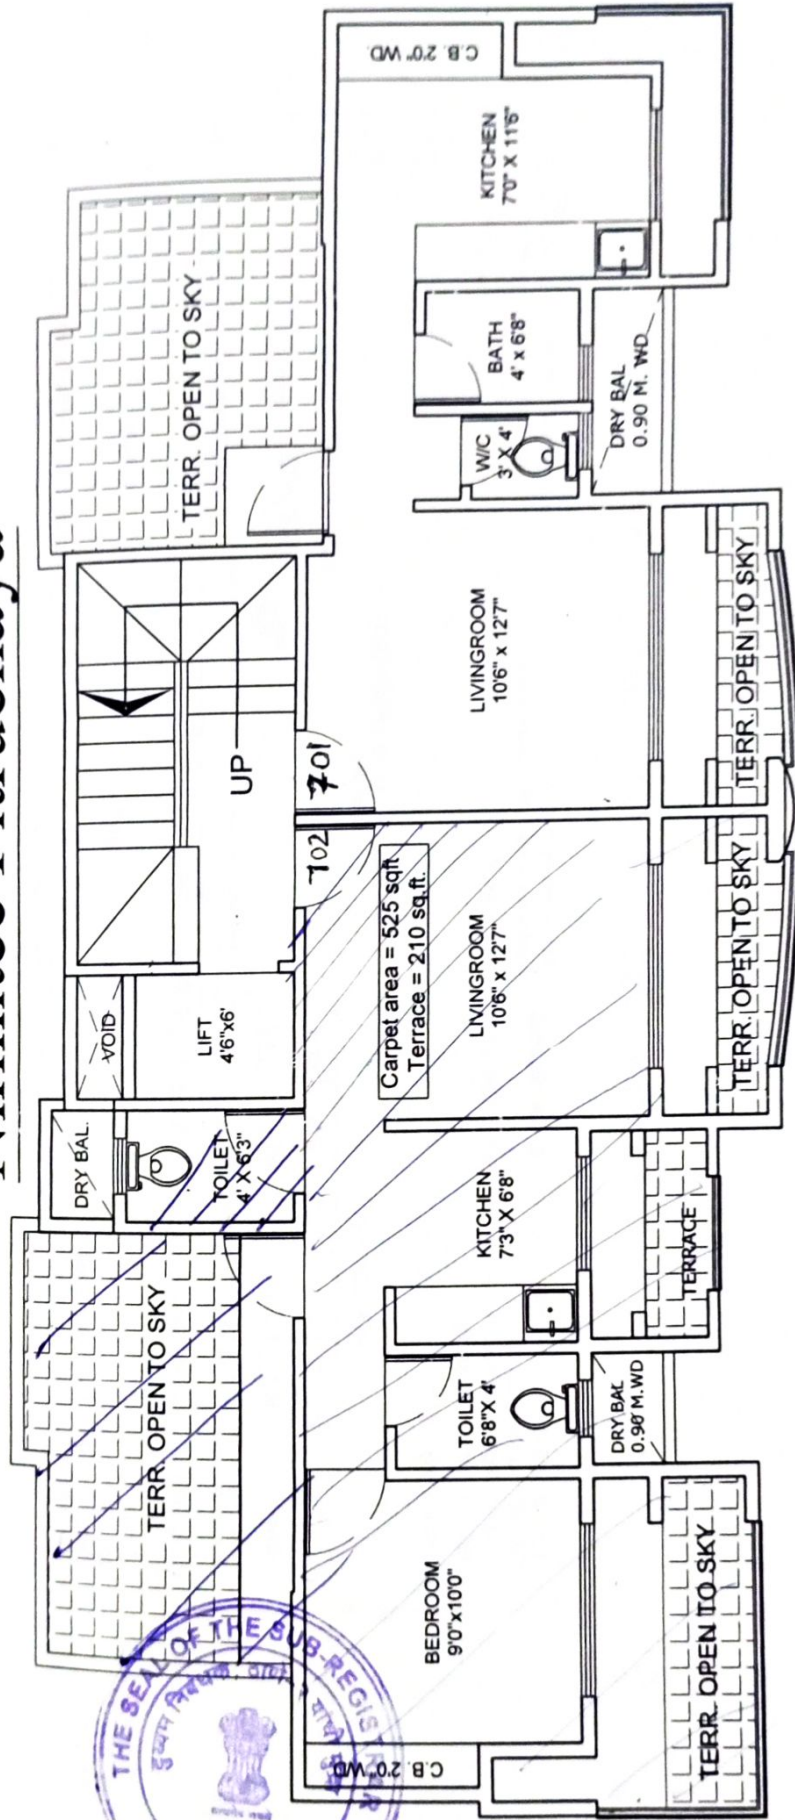 TERR. OPEN TO SKY
DRY BAL.
VOID
TOILET
4' X 6'3"
LIFT
4'6"x6'
UP
TERR. OPEN TO SKY
702
701
C.B. 2'0" WD
BEDROOM
9'0"x10'0"
TOILET
6'8"X 4'
KITCHEN
7'3" X 6'8"
Carpet area = 525 sqft
Terrace = 210 sq.ft.
LIVINGROOM
10'6" x 12'7"
LIVINGROOM
10'6" x 12'7"
W/C
3' X 4'
BATH
4' x 6'8"
KITCHEN
7'0" X 11'6"
C.B. 2'0" WD.
TERR. OPEN TO SKY
DRY BAL
0.90 M.WD
TERRACE
TERR. OPEN TO SKY
TERR. OPEN TO SKY
DRY BAL
0.90 M. WD
THE SEAL OF THE SUB-REGISTRAR